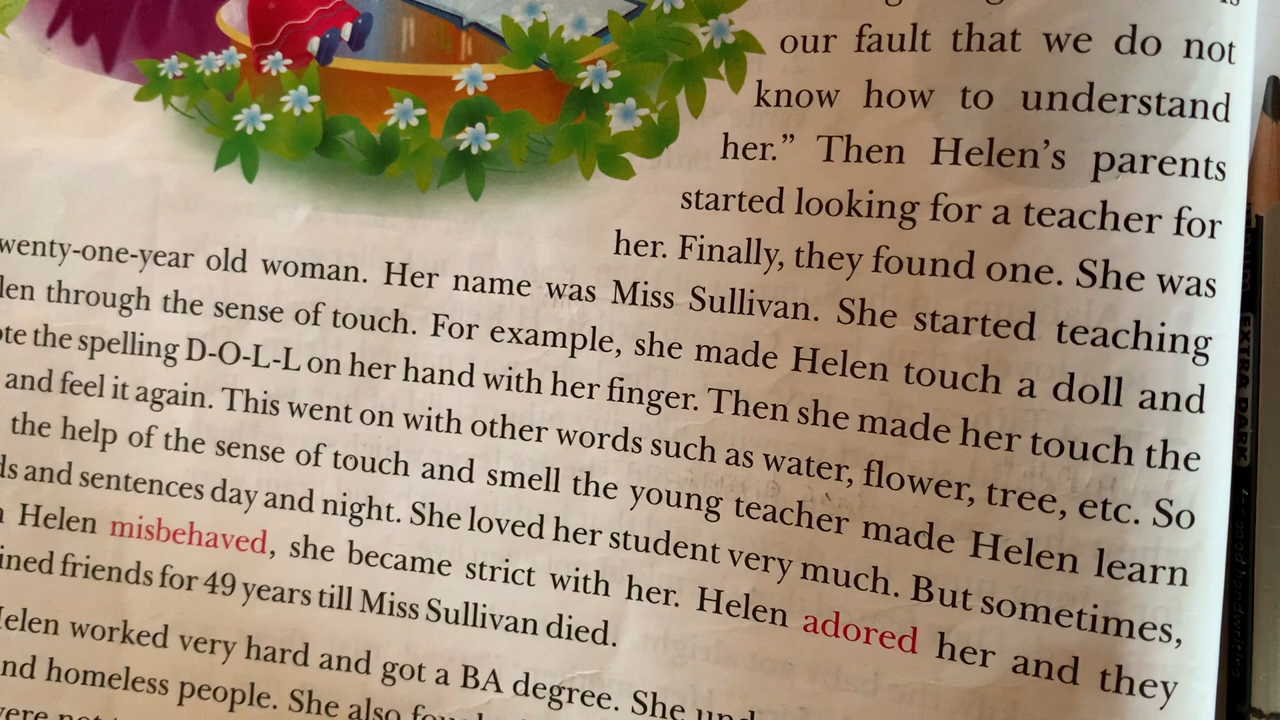 our fault that we do not
know how to understand
her.” Then Helen’s parents
started looking for a teacher for
her. Finally, they found one. She was
wenty-one-year old woman. Her name was Miss Sullivan. She started teaching
len through the sense of touch. For example, she made Helen touch a doll and
ote the spelling D-O-L-L on her hand with her finger. Then she made her touch the
and feel it again. This went on with other words such as water, flower, tree, etc. So
the help of the sense of touch and smell the young teacher made Helen learn
ds and sentences day and night. She loved her student very much. But sometimes,
Helen misbehaved, she became strict with her. Helen adored her and they
ined friends for 49 years till Miss Sullivan died.
Helen worked very hard and got a BA degree. She
nd homeless people. She also
were not
EXTRA DARK